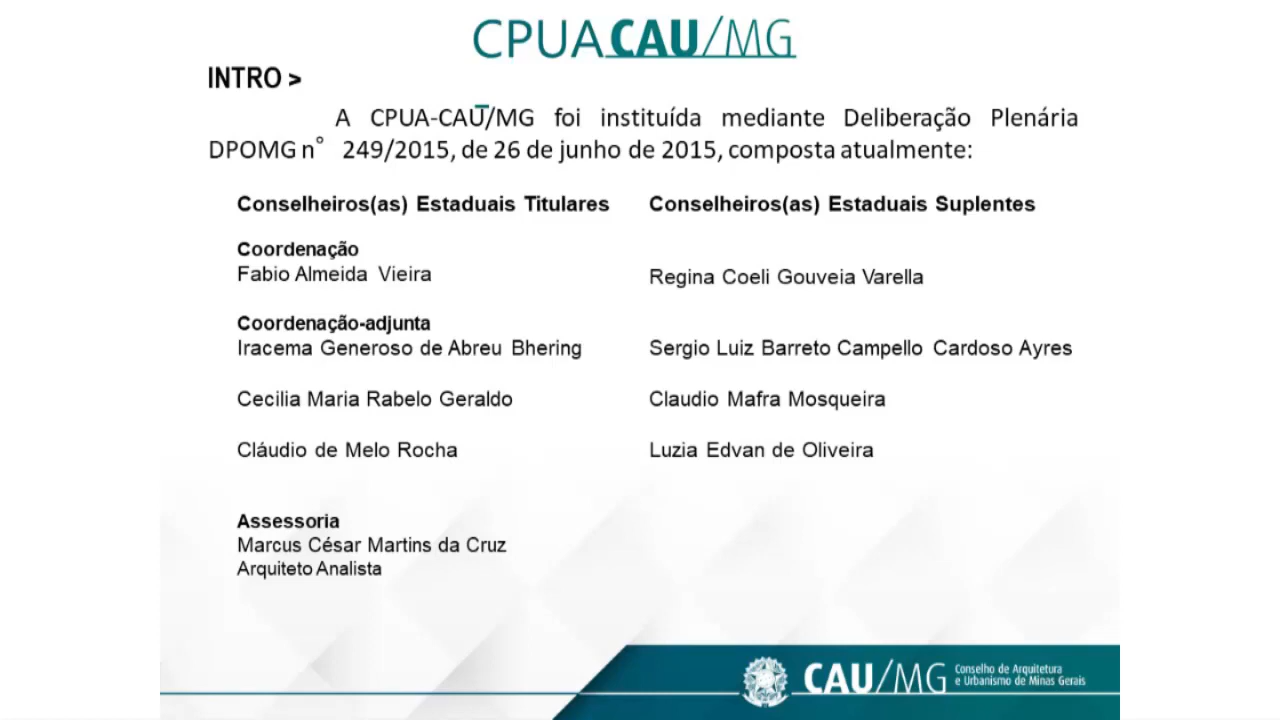 CPUACAU/MG
INTRO >
A CPUA-CAU/MG foi instituída mediante Deliberação Plenária
DPOMG n° 249/2015, de 26 de junho de 2015, composta atualmente:
Conselheiros(as) Estaduais Titulares
Conselheiros(as) Estaduais Suplentes
Coordenação
Fabio Almeida Vieira
Regina Coeli Gouveia Varella
Coordenação-adjunta
Iracema Generoso de Abreu Bhering
Sergio Luiz Barreto Campello Cardoso Ayres
Cecilia Maria Rabelo Geraldo
Claudio Mafra Mosqueira
Cláudio de Melo Rocha
Luzia Edvan de Oliveira
Assessoria
Marcus César Martins da Cruz
Arquiteto Analista
CAU/MG
Conselho de Arquitetura
e Urbanismo de Minas Gerais